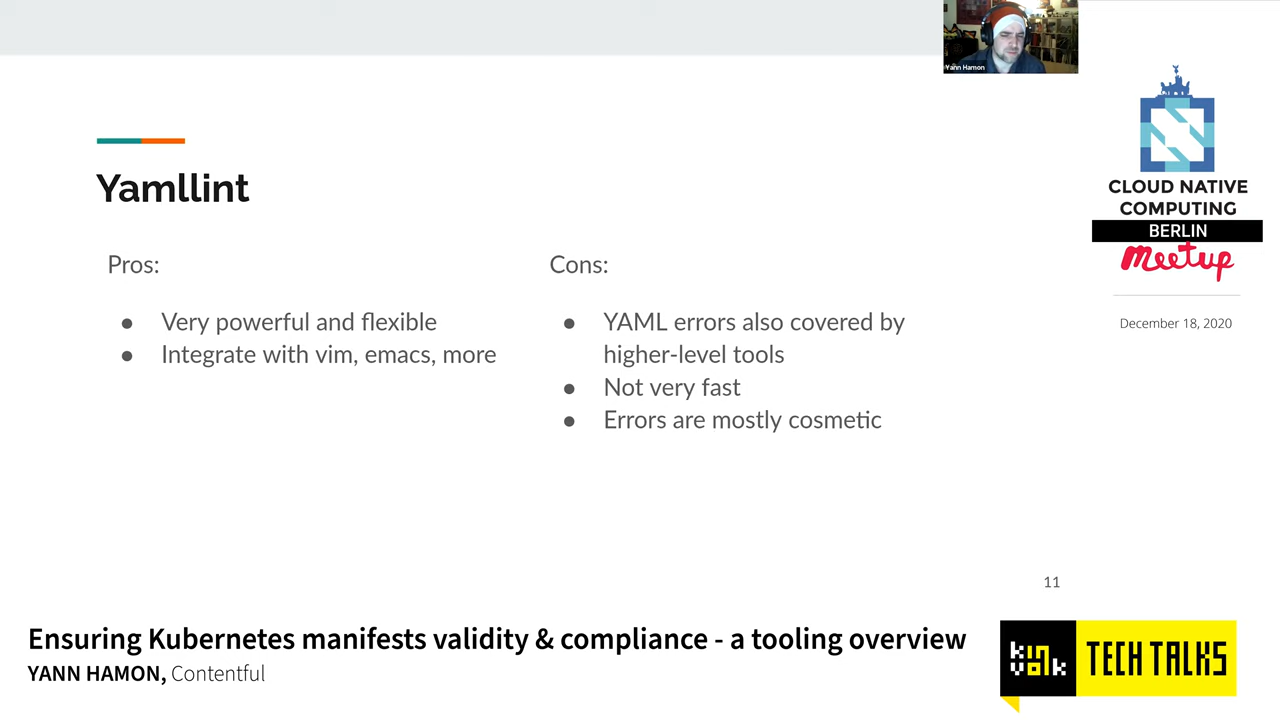 Yann Hamon
CLOUD NATIVE
COMPUTING
BERLIN
Meetup
December 18, 2020
Yamllint
Pros:
● Very powerful and flexible
● Integrate with vim, emacs, more
Cons:
● YAML errors also covered by
higher-level tools
● Not very fast
● Errors are mostly cosmetic
11
Ensuring Kubernetes manifests validity & compliance - a tooling overview
YANN HAMON, Contentful
kinvolk
TECH TALKS